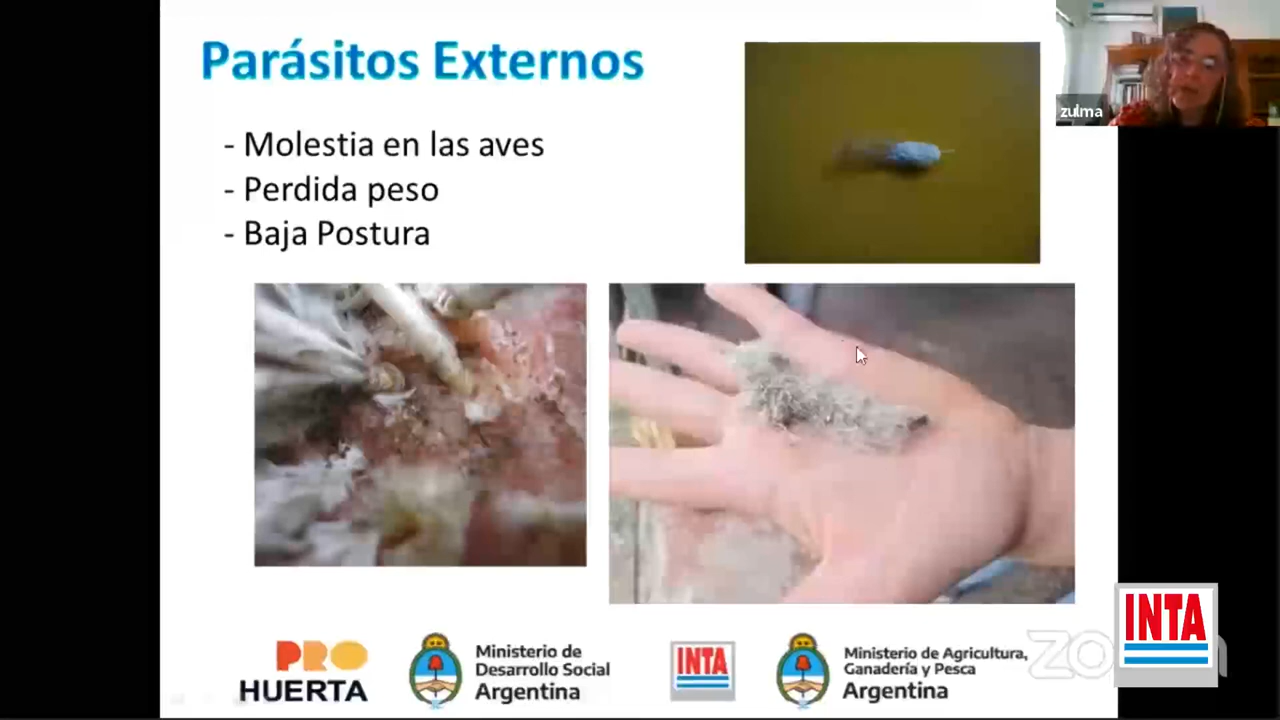 Parásitos Externos
- Molestia en las aves
- Perdida peso
- Baja Postura
zulma
PRO
HUERTA
Ministerio de
Desarrollo Social
Argentina
INTA
Ministerio de Agricultura,
Ganadería y Pesca
Argentina
INTA